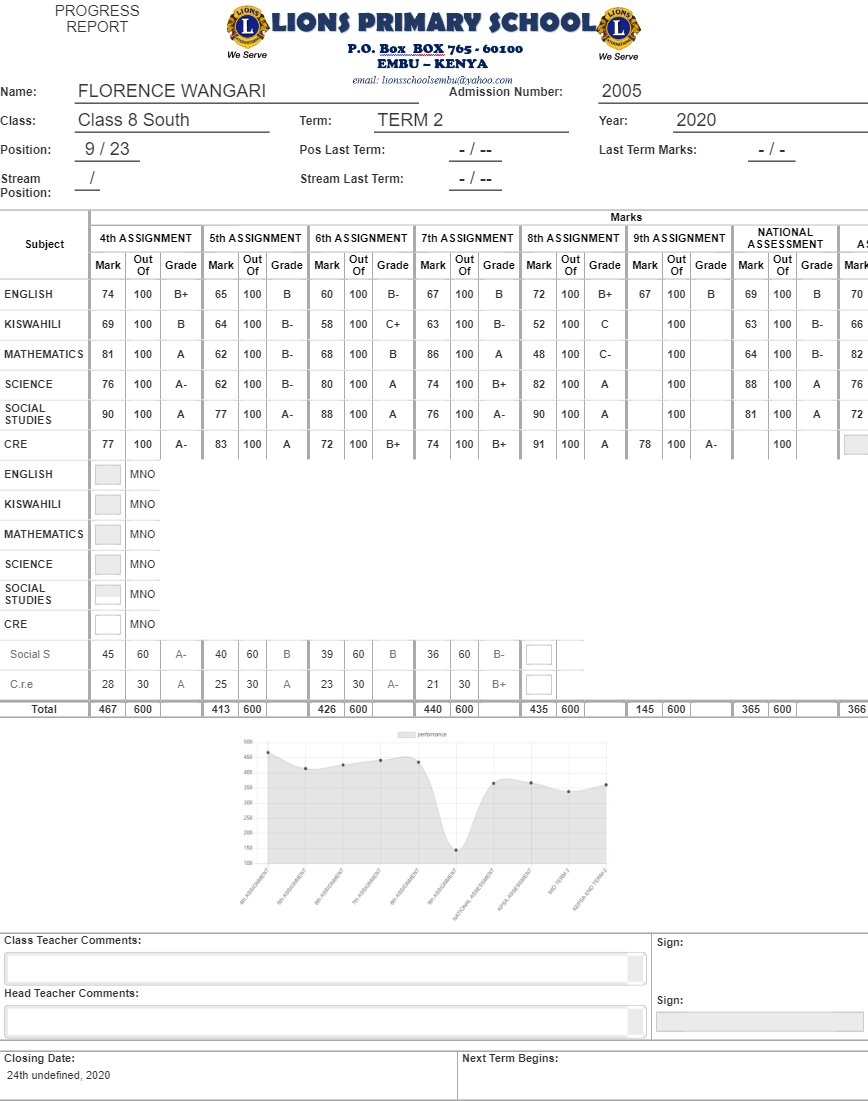 PROGRESS
REPORT
LIONS PRIMARY SCHOOL
We Serve
We Serve
P.O. Box BOX 765 - 60100
EMBU – KENYA
email: lionsschoolsembu@yahoo.com
Name: FLORENCE WANGARI Admission Number: 2005
Class: Class 8 South Term: TERM 2 Year: 2020
Position: 9 / 23 Pos Last Term: - / -- Last Term Marks: - / -
Stream Position: / Stream Last Term: - / --
Marks
Subject 4th ASSIGNMENT 5th ASSIGNMENT 6th ASSIGNMENT 7th ASSIGNMENT 8th ASSIGNMENT 9th ASSIGNMENT NATIONAL ASSESSMENT AS
Mark Out Of Grade Mark Out Of Grade Mark Out Of Grade Mark Out Of Grade Mark Out Of Grade Mark Out Of Grade Mark Out Of Grade Mark
ENGLISH 74 100 B+ 65 100 B 60 100 B- 67 100 B 72 100 B+ 67 100 B 69 100 B 70
KISWAHILI 69 100 B 64 100 B- 58 100 C+ 63 100 B- 52 100 C 100 63 100 B- 66
MATHEMATICS 81 100 A 62 100 B- 68 100 B 86 100 A 48 100 C- 100 64 100 B- 82
SCIENCE 76 100 A- 62 100 B- 80 100 A 74 100 B+ 82 100 A 100 88 100 A 76
SOCIAL STUDIES 90 100 A 77 100 A- 88 100 A 76 100 A- 90 100 A 100 81 100 A 72
CRE 77 100 A- 83 100 A 72 100 B+ 74 100 B+ 91 100 A 78 100 A- 100
ENGLISH MNO
KISWAHILI MNO
MATHEMATICS MNO
SCIENCE MNO
SOCIAL STUDIES MNO
CRE MNO
Social S 45 60 A- 40 60 B 39 60 B 36 60 B-
C.r.e 28 30 A 25 30 A 23 30 A- 21 30 B+
Total 467 600 413 600 426 600 440 600 435 600 145 600 365 600 366
performance
500
450
400
350
300
250
200
150
100
4th ASSIGNMENT
5th ASSIGNMENT
6th ASSIGNMENT
7th ASSIGNMENT
8th ASSIGNMENT
9th ASSIGNMENT
NATIONAL ASSESSMENT
KPSA ASSESSMENT
MID TERM 2
KEPSA END TERM 2
Class Teacher Comments: Sign:
Head Teacher Comments: Sign:
Closing Date: Next Term Begins:
24th undefined, 2020